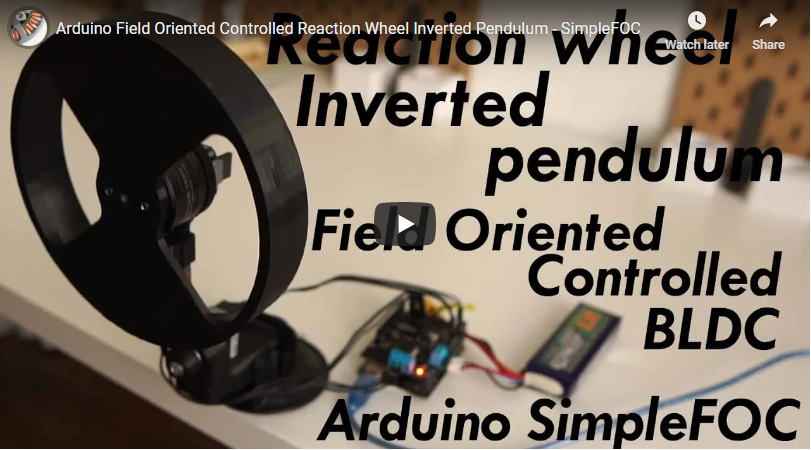 Arduino Field Oriented Controlled Reaction Wheel Inverted Pendulum - SimpleFOC
Watch later
Share
Reaction wheel
Inverted
pendulum
Field Oriented
Controlled
BLDC
Arduino SimpleFOC